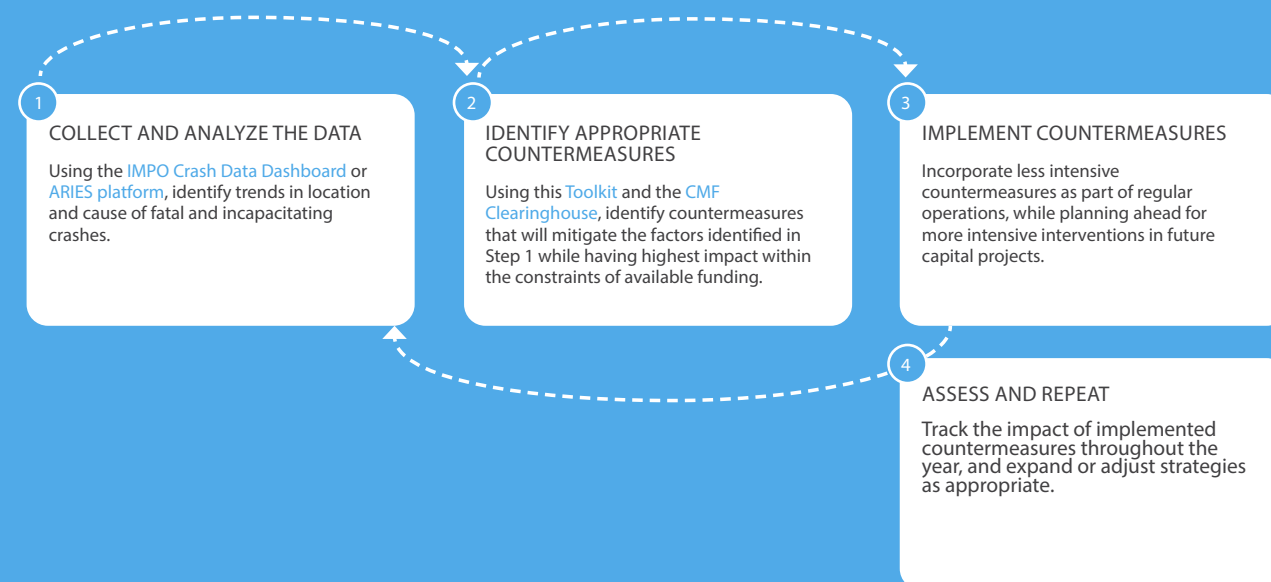 1
COLLECT AND ANALYZE THE DATA
Using the IMPO Crash Data Dashboard or
ARIES platform, identify trends in location
and cause of fatal and incapacitating
crashes.
2
IDENTIFY APPROPRIATE
COUNTERMEASURES
Using this Toolkit and the CMF
Clearinghouse, identify countermeasures
that will mitigate the factors identified in
Step 1 while having highest impact within
the constraints of available funding.
3
IMPLEMENT COUNTERMEASURES
Incorporate less intensive
countermeasures as part of regular
operations, while planning ahead for
more intensive interventions in future
capital projects.
4
ASSESS AND REPEAT
Track the impact of implemented
countermeasures throughout the
year, and expand or adjust strategies
as appropriate.